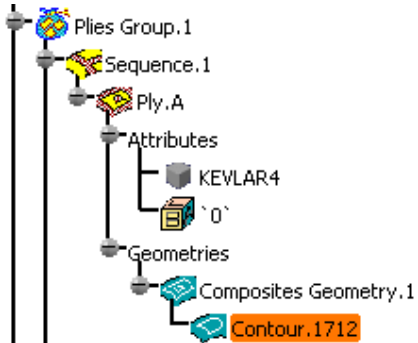 Plies Group.1
Sequence.1
Ply.A
Attributes
KEVLAR4
`0`
Geometries
Composites Geometry.1
Contour.1712